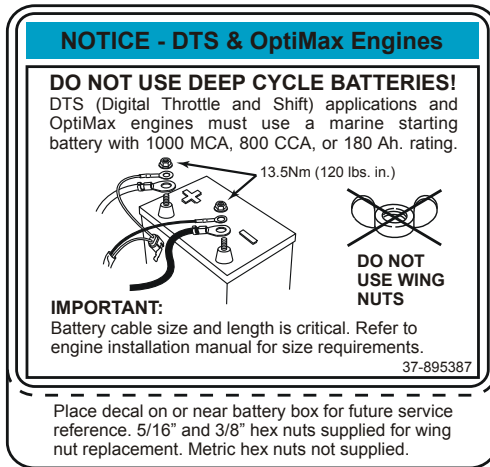 NOTICE - DTS & OptiMax Engines
DO NOT USE DEEP CYCLE BATTERIES!
DTS (Digital Throttle and Shift) applications and
OptiMax engines must use a marine starting
battery with 1000 MCA, 800 CCA, or 180 Ah. rating.
13.5Nm (120 lbs. in.)
DO NOT
USE WING
NUTS
IMPORTANT:
Battery cable size and length is critical. Refer to
engine installation manual for size requirements.
37-895387
Place decal on or near battery box for future service
reference. 5/16” and 3/8” hex nuts supplied for wing
nut replacement. Metric hex nuts not supplied.